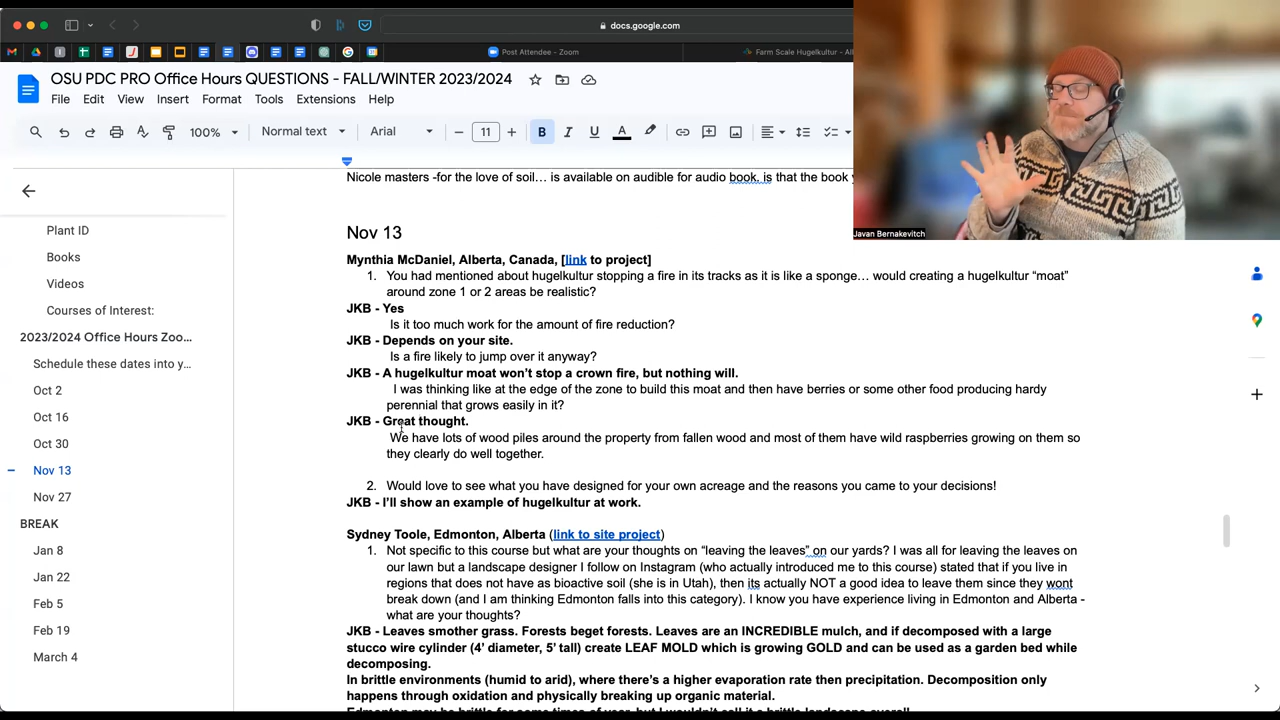 docs.google.com
Post Attendee - Zoom
Farm Scale Hugelkultur - All
OSU PDC PRO Office Hours QUESTIONS - FALL/WINTER 2023/2024
File Edit View Insert Format Tools Extensions Help
100% Normal text Arial 11 B I U A
Nicole masters -for the love of soil… is available on audible for audio book. is that the book
Plant ID
Books
Videos
Courses of Interest:
2023/2024 Office Hours Zoo...
Schedule these dates into y...
Oct 2
Oct 16
Oct 30
Nov 13
Nov 27
BREAK
Jan 8
Jan 22
Feb 5
Feb 19
March 4
Nov 13
Mynthia McDaniel, Alberta, Canada, [link to project]
1. You had mentioned about hugelkultur stopping a fire in its tracks as it is like a sponge… would creating a hugelkultur “moat”
around zone 1 or 2 areas be realistic?
JKB - Yes
Is it too much work for the amount of fire reduction?
JKB - Depends on your site.
Is a fire likely to jump over it anyway?
JKB - A hugelkultur moat won’t stop a crown fire, but nothing will.
I was thinking like at the edge of the zone to build this moat and then have berries or some other food producing hardy
perennial that grows easily in it?
JKB - Great thought.
We have lots of wood piles around the property from fallen wood and most of them have wild raspberries growing on them so
they clearly do well together.
2. Would love to see what you have designed for your own acreage and the reasons you came to your decisions!
JKB - I’ll show an example of hugelkultur at work.
Sydney Toole, Edmonton, Alberta (link to site project)
1. Not specific to this course but what are your thoughts on “leaving the leaves” on our yards? I was all for leaving the leaves on
our lawn but a landscape designer I follow on Instagram (who actually introduced me to this course) stated that if you live in
regions that does not have as bioactive soil (she is in Utah), then its actually NOT a good idea to leave them since they wont
break down (and I am thinking Edmonton falls into this category). I know you have experience living in Edmonton and Alberta -
what are your thoughts?
JKB - Leaves smother grass. Forests beget forests. Leaves are an INCREDIBLE mulch, and if decomposed with a large
stucco wire cylinder (4’ diameter, 5’ tall) create LEAF MOLD which is growing GOLD and can be used as a garden bed while
decomposing.
In brittle environments (humid to arid), where there’s a higher evaporation rate then precipitation. Decomposition only
happens through oxidation and physically breaking up organic material.
Edmonton may be brittle for some times of year, but I wouldn’t call it a brittle landscape overall.
Javan Bernakevitch